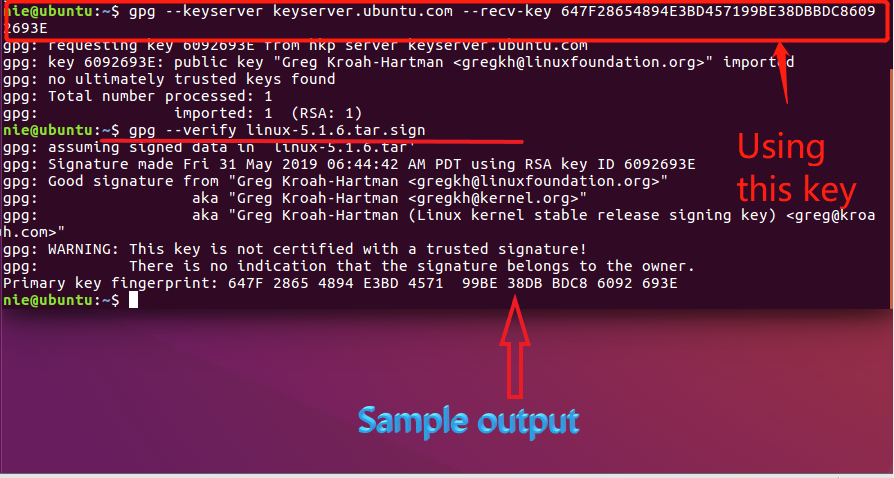 nie@ubuntu:~$ gpg --keyserver keyserver.ubuntu.com --recv-key 647F28654894E3BD457199BE38DBBDC8609
2693E
gpg: requesting key 6092693E from hkp server keyserver.ubuntu.com
gpg: key 6092693E: public key "Greg Kroah-Hartman <gregkh@linuxfoundation.org>" imported
gpg: no ultimately trusted keys found
gpg: Total number processed: 1
gpg:               imported: 1  (RSA: 1)
nie@ubuntu:~$ gpg --verify linux-5.1.6.tar.sign
gpg: assuming signed data in `linux-5.1.6.tar'
gpg: Signature made Fri 31 May 2019 06:44:42 AM PDT using RSA key ID 6092693E
gpg: Good signature from "Greg Kroah-Hartman <gregkh@linuxfoundation.org>"
gpg:                 aka "Greg Kroah-Hartman <gregkh@kernel.org>"
gpg:                 aka "Greg Kroah-Hartman (Linux kernel stable release signing key) <greg@kroa
h.com>"
gpg: WARNING: This key is not certified with a trusted signature!
gpg:          There is no indication that the signature belongs to the owner.
Primary key fingerprint: 647F 2865 4894 E3BD 4571  99BE 38DB BDC8 6092 693E
nie@ubuntu:~$
Using
this key
Sample output